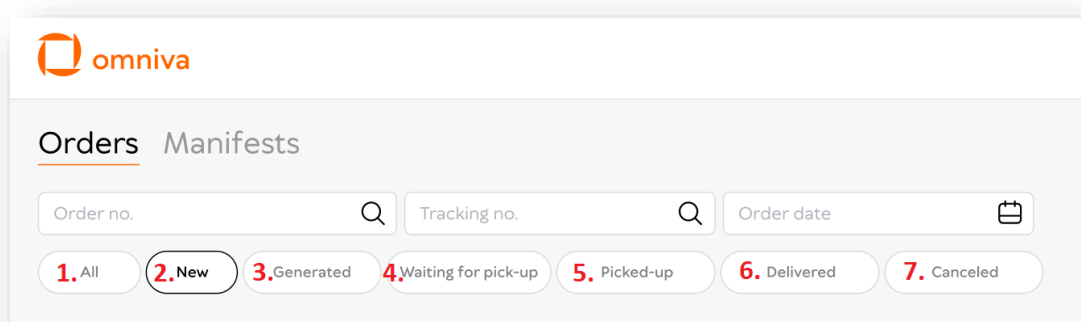 omniva
Orders Manifests
Order no. Tracking no. Order date
1. All 2. New 3. Generated 4. Waiting for pick-up 5. Picked-up 6. Delivered 7. Canceled